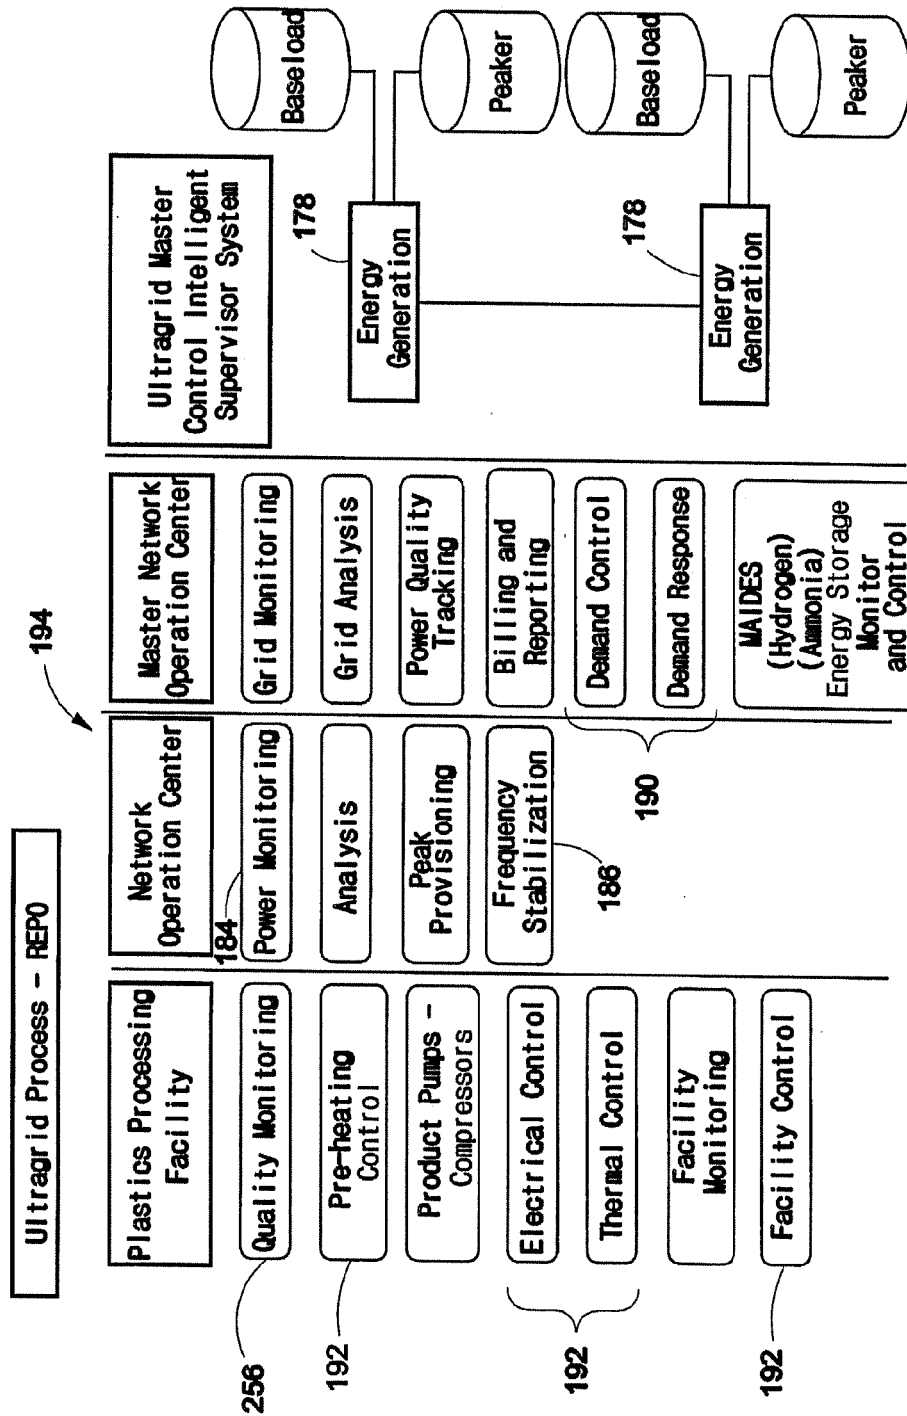 Ultragrid Process - REPO
194
Plastics Processing
Facility
Quality Monitoring
256
Pre-heating
Control
192
Product Pumps -
Compressors
Electrical Control
Thermal Control
192
Facility
Monitoring
Facility Control
192
Network
Operation Center
184
Power Monitoring
Analysis
Peak
Provisioning
Frequency
Stabilization
186
Master Network
Operation Center
Grid Monitoring
Grid Analysis
Power Quality
Tracking
Billing and
Reporting
Demand Control
Demand Response
190
MAIDES
(Hydrogen)
(Ammonia)
Energy Storage
Monitor
and Control
Ultragrid Master
Control Intelligent
Supervisor System
178
Energy
Generation
Baseload
Peaker
178
Energy
Generation
Baseload
Peaker